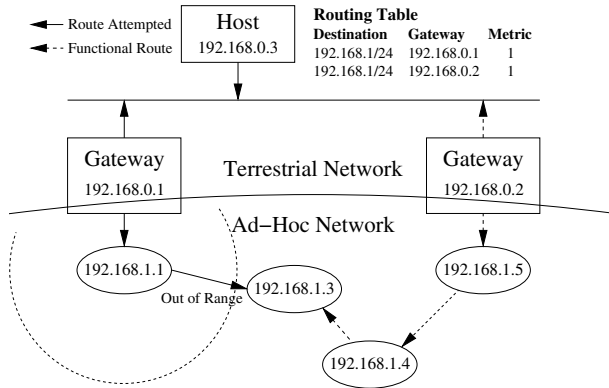 Route Attempted
Functional Route
Host
192.168.0.3
Routing Table
Destination Gateway Metric
192.168.1/24 192.168.0.1 1
192.168.1/24 192.168.0.2 1
Gateway
192.168.0.1
Terrestrial Network
Gateway
192.168.0.2
Ad-Hoc Network
192.168.1.1
Out of Range
192.168.1.3
192.168.1.5
192.168.1.4